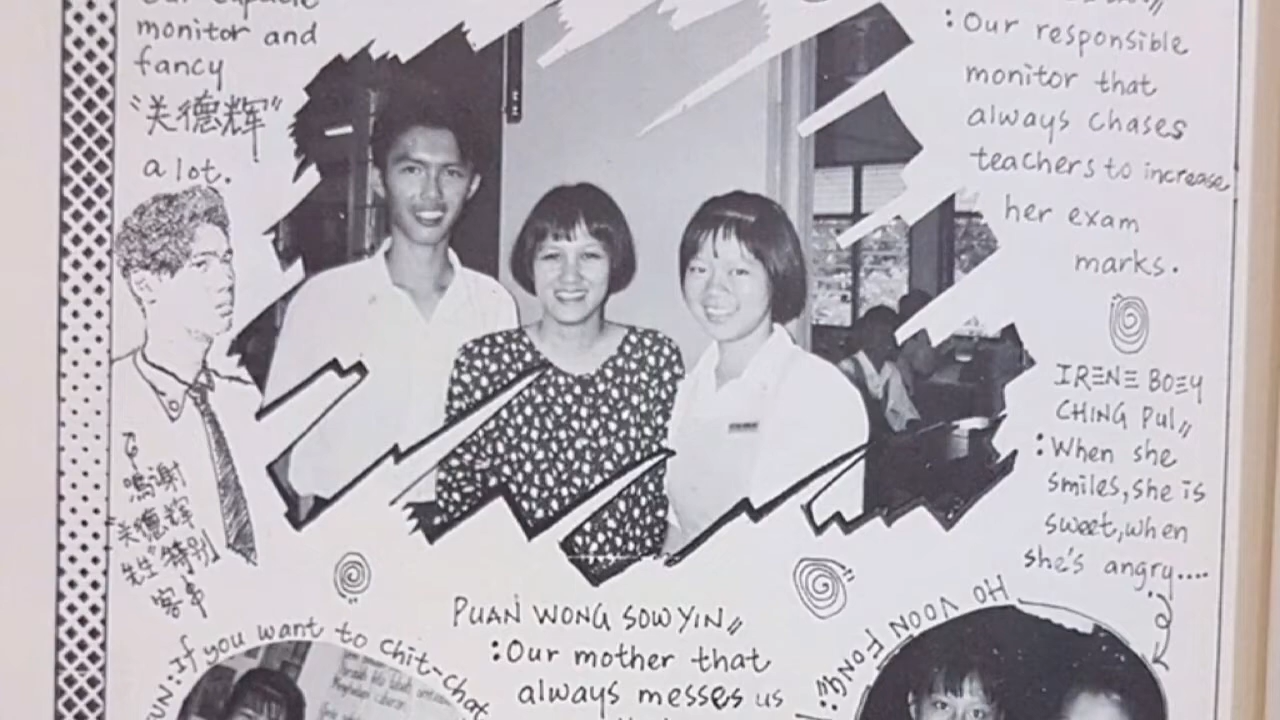 monitor and
fancy
"关德辉"
a lot.
鸣谢
关德辉
先生"特别
客串
:Our responsible
monitor that
always chases
teachers to increase
her exam
marks.
IRENE BOEY
CHING PUI//
:When she
smiles, she is
sweet, when
she's angry....
PUAN WONG SOW YIN//
:Our mother that
always messes us
:If you want to chit-chat
HO VOON FONG//: